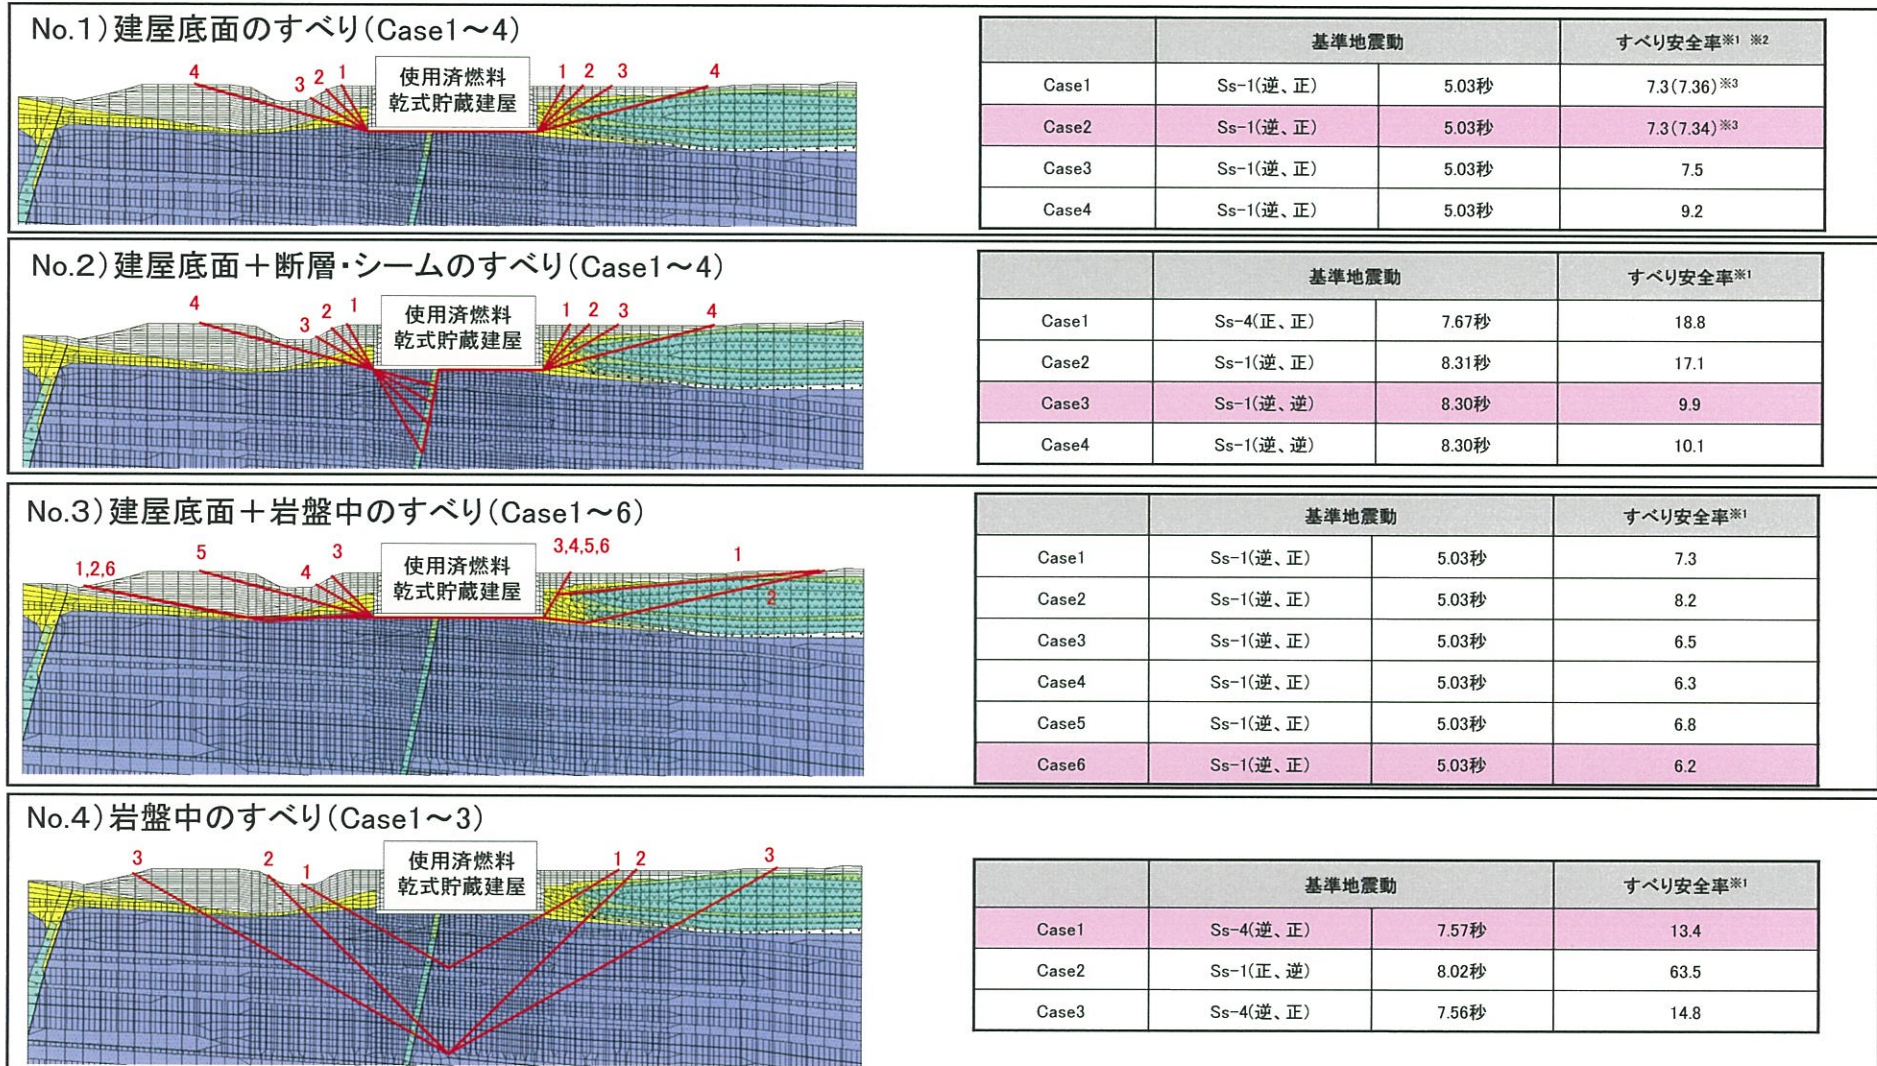 No.1)建屋底面のすべり(Case1～4)
4 3 2 1 使用済燃料 1 2 3 4
乾式貯蔵建屋
基準地震動 すべり安全率※1 ※2
Case1 Ss-1(逆、正) 5.03秒 7.3(7.36)※3
Case2 Ss-1(逆、正) 5.03秒 7.3(7.34)※3
Case3 Ss-1(逆、正) 5.03秒 7.5
Case4 Ss-1(逆、正) 5.03秒 9.2
No.2)建屋底面＋断層・シームのすべり(Case1～4)
4 3 2 1 使用済燃料 1 2 3 4
乾式貯蔵建屋
基準地震動 すべり安全率※1
Case1 Ss-4(正、正) 7.67秒 18.8
Case2 Ss-1(逆、正) 8.31秒 17.1
Case3 Ss-1(逆、逆) 8.30秒 9.9
Case4 Ss-1(逆、逆) 8.30秒 10.1
No.3)建屋底面＋岩盤中のすべり(Case1～6)
1,2,6 5 4 3 使用済燃料 3,4,5,6 1
乾式貯蔵建屋 2
基準地震動 すべり安全率※1
Case1 Ss-1(逆、正) 5.03秒 7.3
Case2 Ss-1(逆、正) 5.03秒 8.2
Case3 Ss-1(逆、正) 5.03秒 6.5
Case4 Ss-1(逆、正) 5.03秒 6.3
Case5 Ss-1(逆、正) 5.03秒 6.8
Case6 Ss-1(逆、正) 5.03秒 6.2
No.4)岩盤中のすべり(Case1～3)
3 2 1 使用済燃料 1 2 3
乾式貯蔵建屋
基準地震動 すべり安全率※1
Case1 Ss-4(逆、正) 7.57秒 13.4
Case2 Ss-1(正、逆) 8.02秒 63.5
Case3 Ss-4(逆、正) 7.56秒 14.8